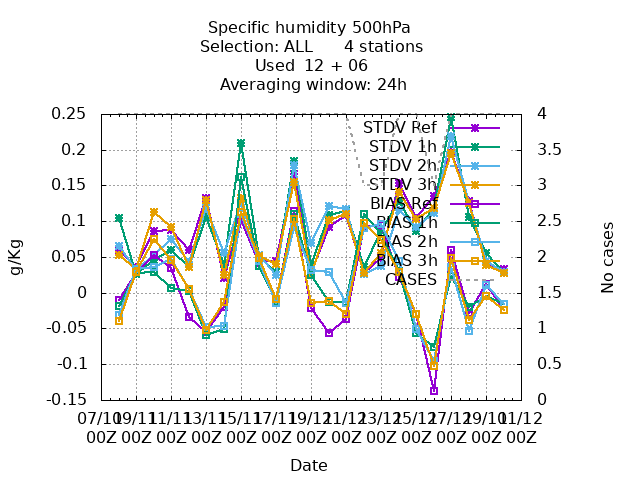 Specific humidity 500hPa
Selection: ALL      4 stations
Used  12 + 06
Averaging window: 24h
0.25
0.2
0.15
0.1
0.05
0
-0.05
-0.1
-0.15
g/Kg
4
3.5
3
2.5
2
1.5
1
0.5
0
No cases
STDV Ref
STDV 1h
STDV 2h
STDV 3h
BIAS Ref
BIAS 1h
BIAS 2h
BIAS 3h
CASES
07/10 09/11 11/11 13/11 15/11 17/11 19/11 21/11 23/11 25/11 27/11 29/10 01/12
00Z 00Z 00Z 00Z 00Z 00Z 00Z 00Z 00Z 00Z 00Z 00Z 00Z
Date